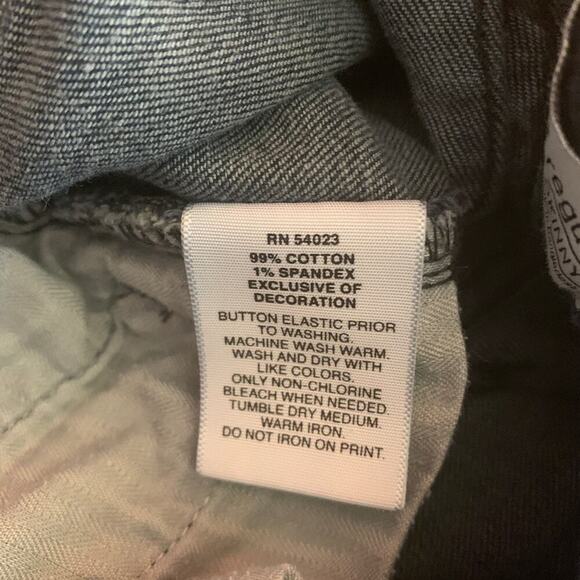 RN 54023
99% COTTON
1% SPANDEX
EXCLUSIVE OF
DECORATION
BUTTON ELASTIC PRIOR
TO WASHING.
MACHINE WASH WARM.
WASH AND DRY WITH
LIKE COLORS.
ONLY NON-CHLORINE
BLEACH WHEN NEEDED.
TUMBLE DRY MEDIUM.
WARM IRON.
DO NOT IRON ON PRINT.